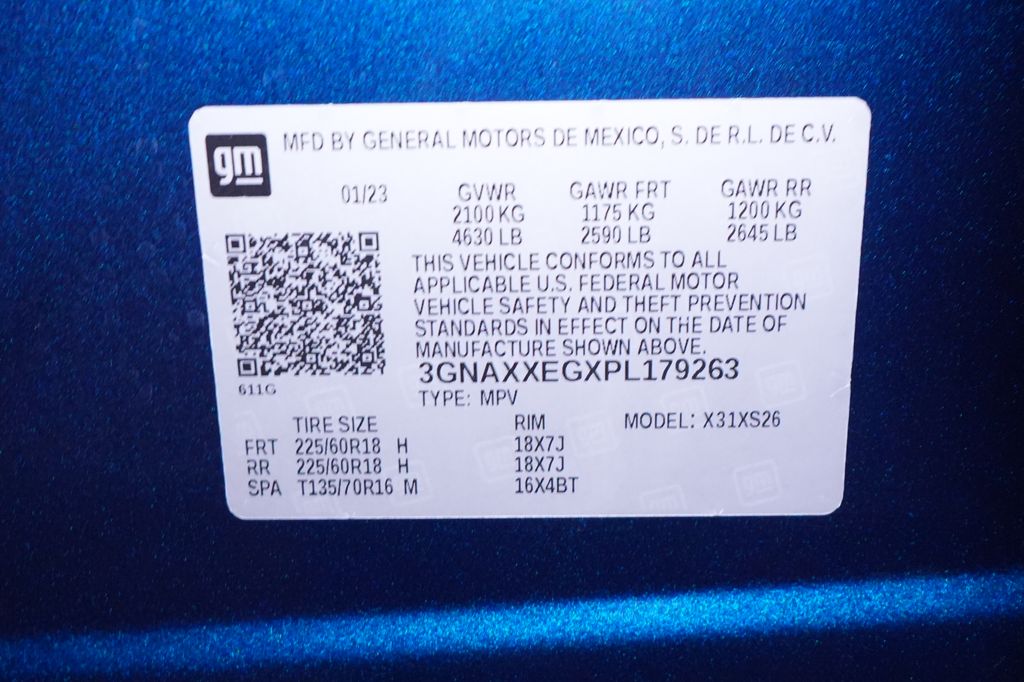 gm
MFD BY GENERAL MOTORS DE MEXICO, S. DE R.L. DE C.V.
01/23 GVWR GAWR FRT GAWR RR
2100 KG 1175 KG 1200 KG
4630 LB 2590 LB 2645 LB
THIS VEHICLE CONFORMS TO ALL
APPLICABLE U.S. FEDERAL MOTOR
VEHICLE SAFETY AND THEFT PREVENTION
STANDARDS IN EFFECT ON THE DATE OF
MANUFACTURE SHOWN ABOVE.
3GNAXXEGXPL179263
611G
TYPE: MPV
TIRE SIZE RIM MODEL: X31XS26
FRT 225/60R18 H 18X7J
RR 225/60R18 H 18X7J
SPA T135/70R16 M 16X4BT